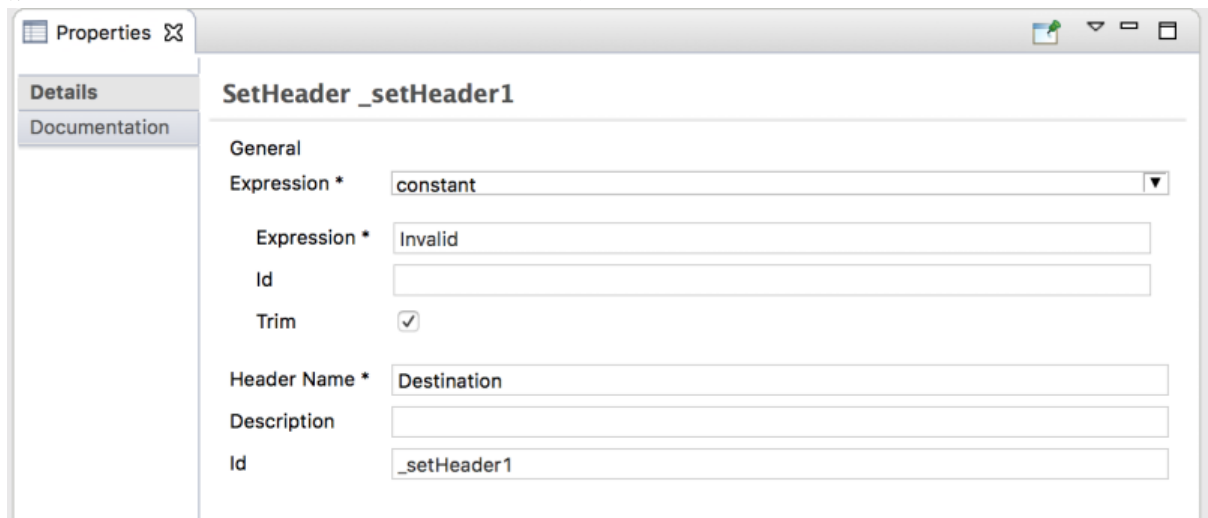 Properties
Details
Documentation
SetHeader _setHeader1
General
Expression * constant
Expression * Invalid
Id
Trim
Header Name * Destination
Description
Id _setHeader1